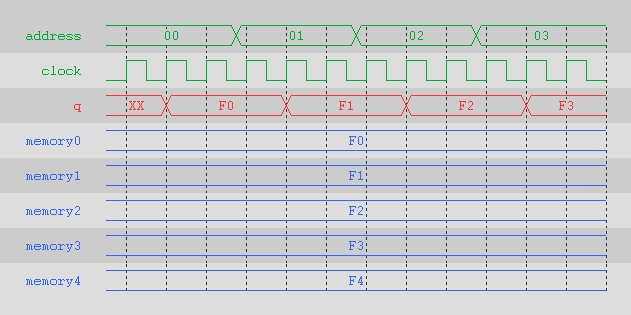 address 00 01 02 03
clock
q XX F0 F1 F2 F3
memory0 F0
memory1 F1
memory2 F2
memory3 F3
memory4 F4